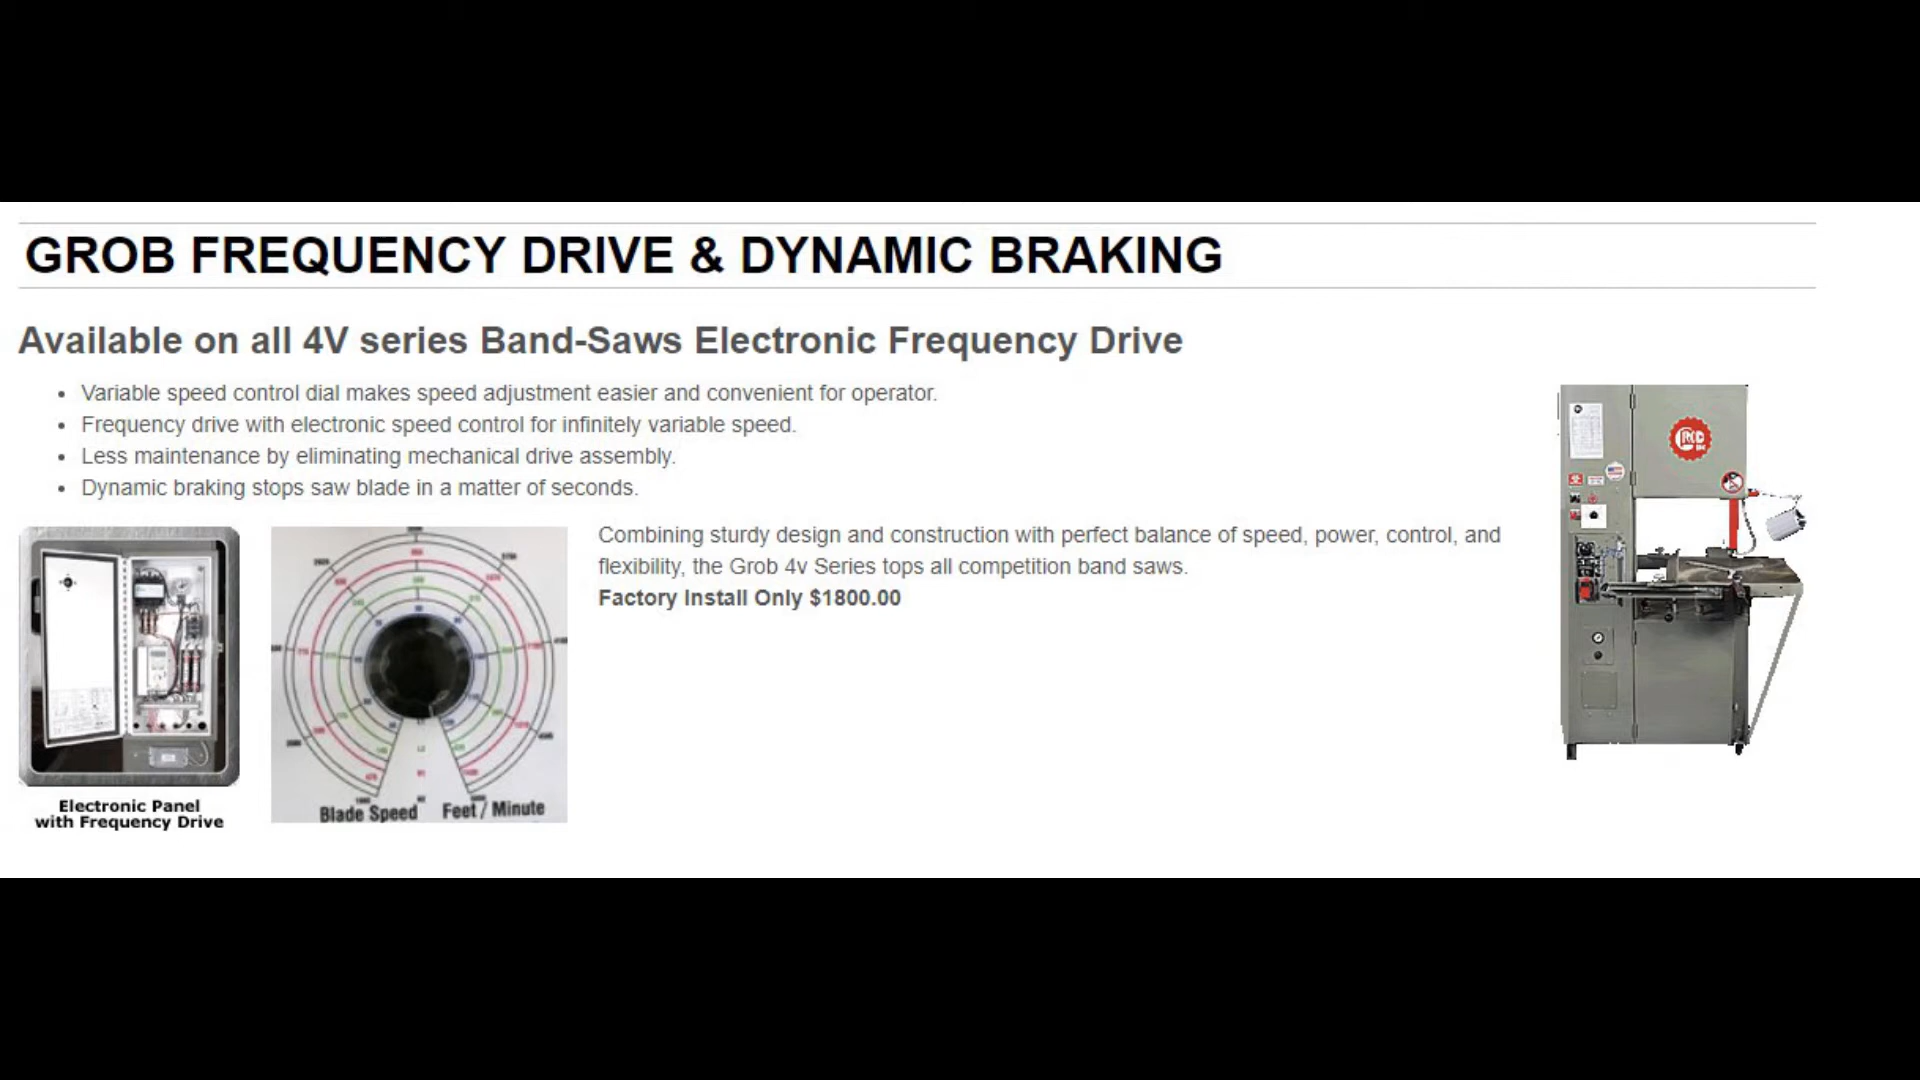 GROB FREQUENCY DRIVE & DYNAMIC BRAKING
Available on all 4V series Band-Saws Electronic Frequency Drive
• Variable speed control dial makes speed adjustment easier and convenient for operator.
• Frequency drive with electronic speed control for infinitely variable speed.
• Less maintenance by eliminating mechanical drive assembly.
• Dynamic braking stops saw blade in a matter of seconds.
Combining sturdy design and construction with perfect balance of speed, power, control, and
flexibility, the Grob 4v Series tops all competition band saws.
Factory Install Only $1800.00
Electronic Panel
with Frequency Drive
Blade Speed Feet / Minute